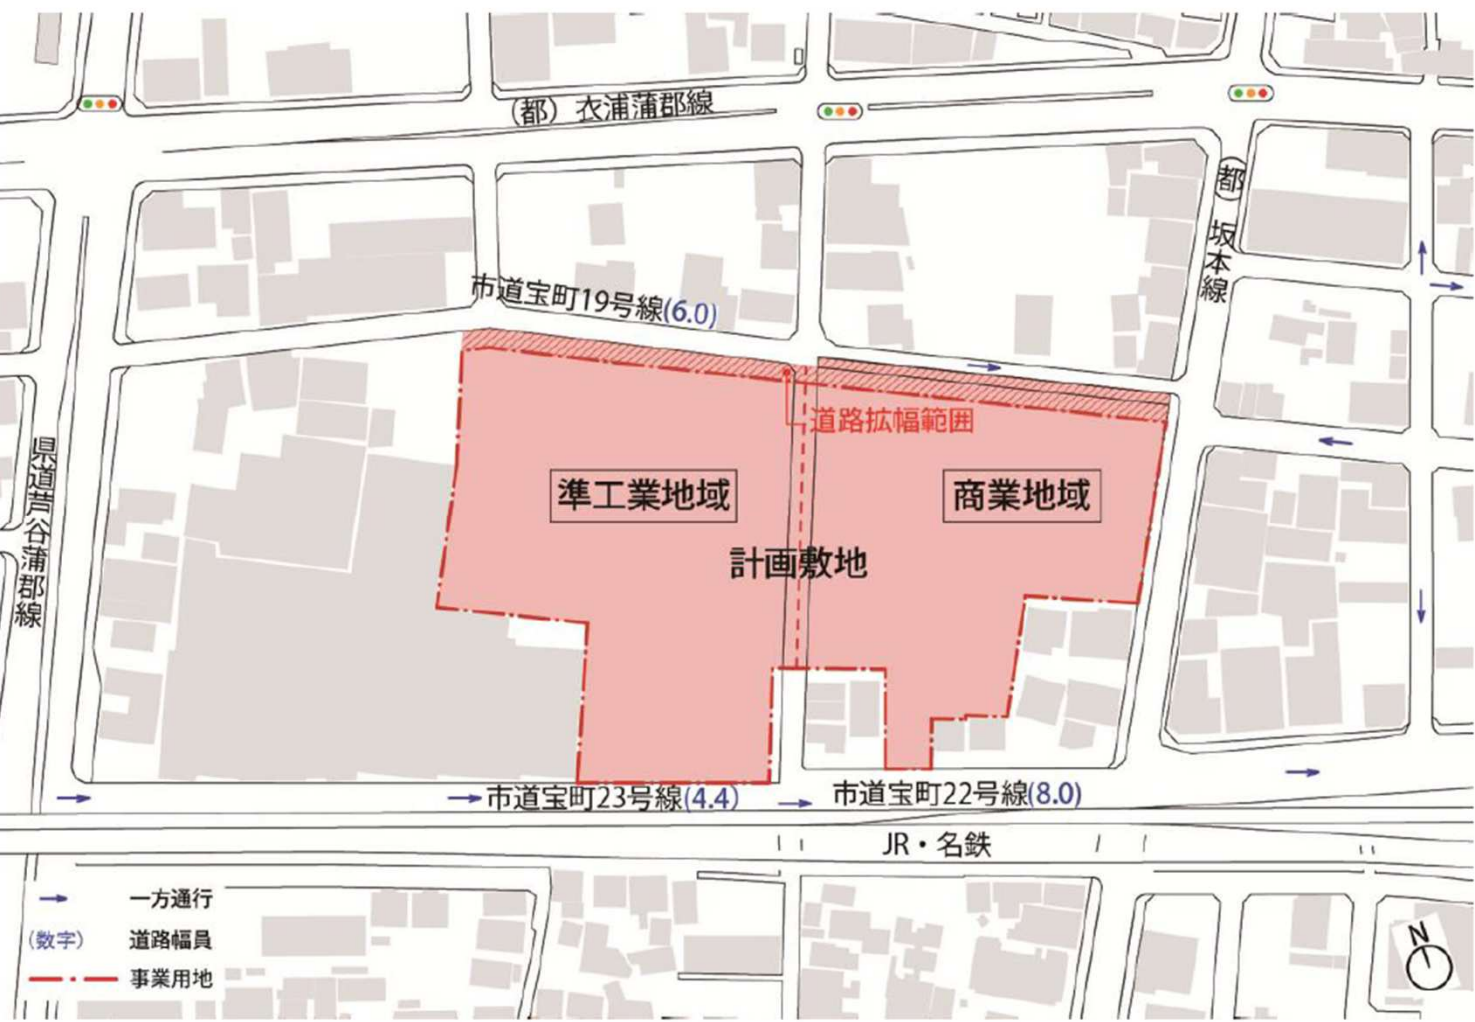 （都）衣浦蒲郡線
都
坂本線
市道宝町19号線(6.0)
道路拡幅範囲
県道芦谷蒲郡線
準工業地域
商業地域
計画敷地
市道宝町23号線(4.4)
市道宝町22号線(8.0)
JR・名鉄
一方通行
(数字) 道路幅員
事業用地
N